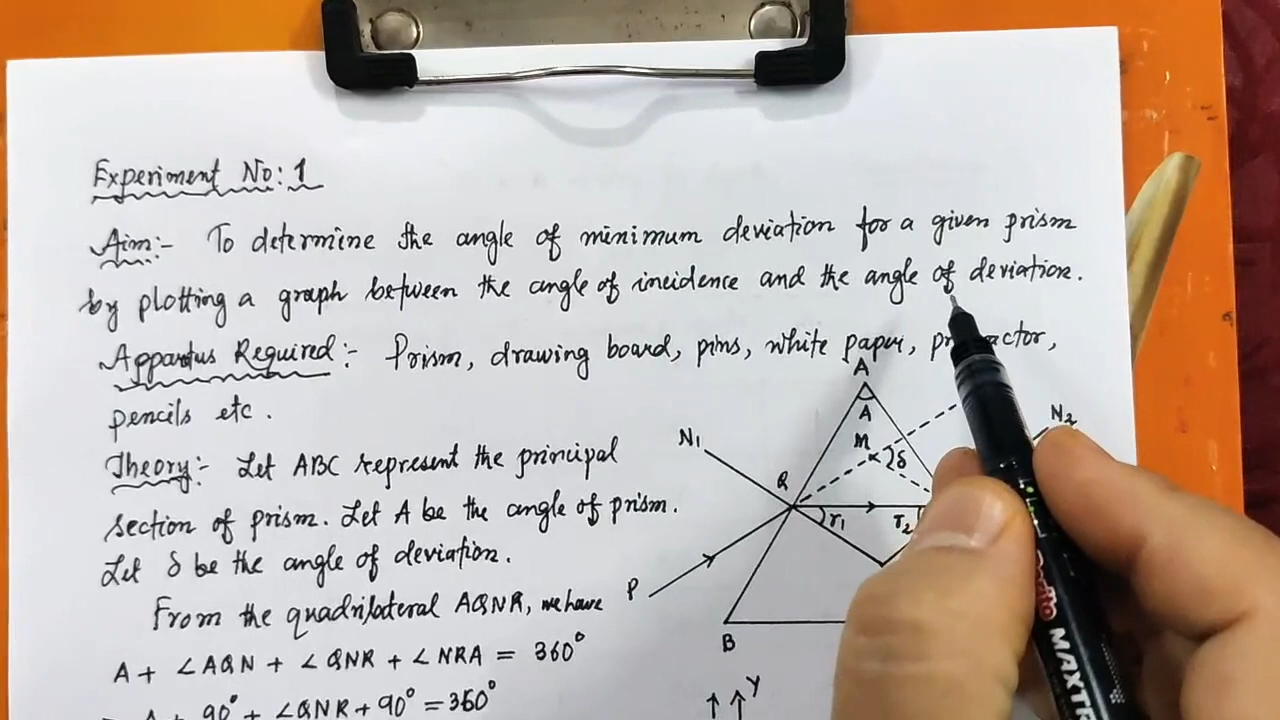 Experiment No: 1
Aim:- To determine the angle of minimum deviation for a given prism
by plotting a graph between the angle of incidence and the angle of deviation.
Apparatus Required:- Prism, drawing board, pins, white paper,
pencils etc.
Theory:- Let ABC represent the principal
section of prism. Let A be the angle of prism.
Let δ be the angle of deviation.
From the quadrilateral AQNR, we have
A + ∠AQN + ∠QNR + ∠NRA = 360°
A + 90° + ∠QNR + 90° = 360°
A
A
M
δ
N₁
N₂
Q
r₁
r₂
P
B
Y
MAXTR